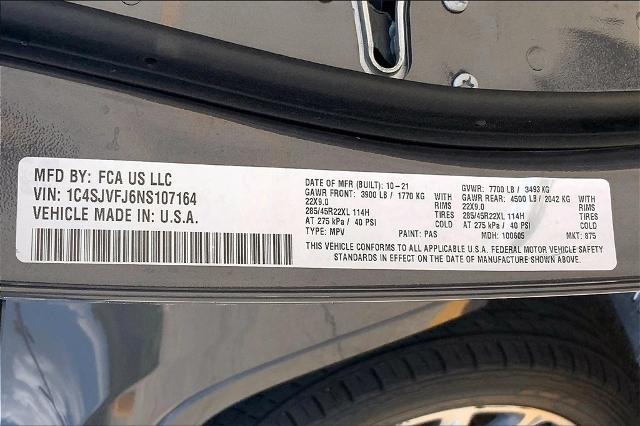 MFD BY: FCA US LLC
VIN: 1C4SJVFJ6NS107164
VEHICLE MADE IN: U.S.A.
DATE OF MFR (BUILT): 10-21
GAWR FRONT: 3900 LB / 1770 KG WITH
22X9.0 RIMS
285/45R22XL 114H TIRES
AT 275 kPa / 40 PSI COLD
TYPE: MPV PAINT: PAS
GVWR: 7700 LB / 3493 KG
GAWR REAR: 4500 LB / 2042 KG WITH
22X9.0 RIMS
285/45R22XL 114H TIRES
AT 275 kPa / 40 PSI COLD
MDH: 100605 MKT: 875
THIS VEHICLE CONFORMS TO ALL APPLICABLE U.S.A. FEDERAL MOTOR VEHICLE SAFETY
STANDARDS IN EFFECT ON THE DATE OF MANUFACTURE SHOWN ABOVE.